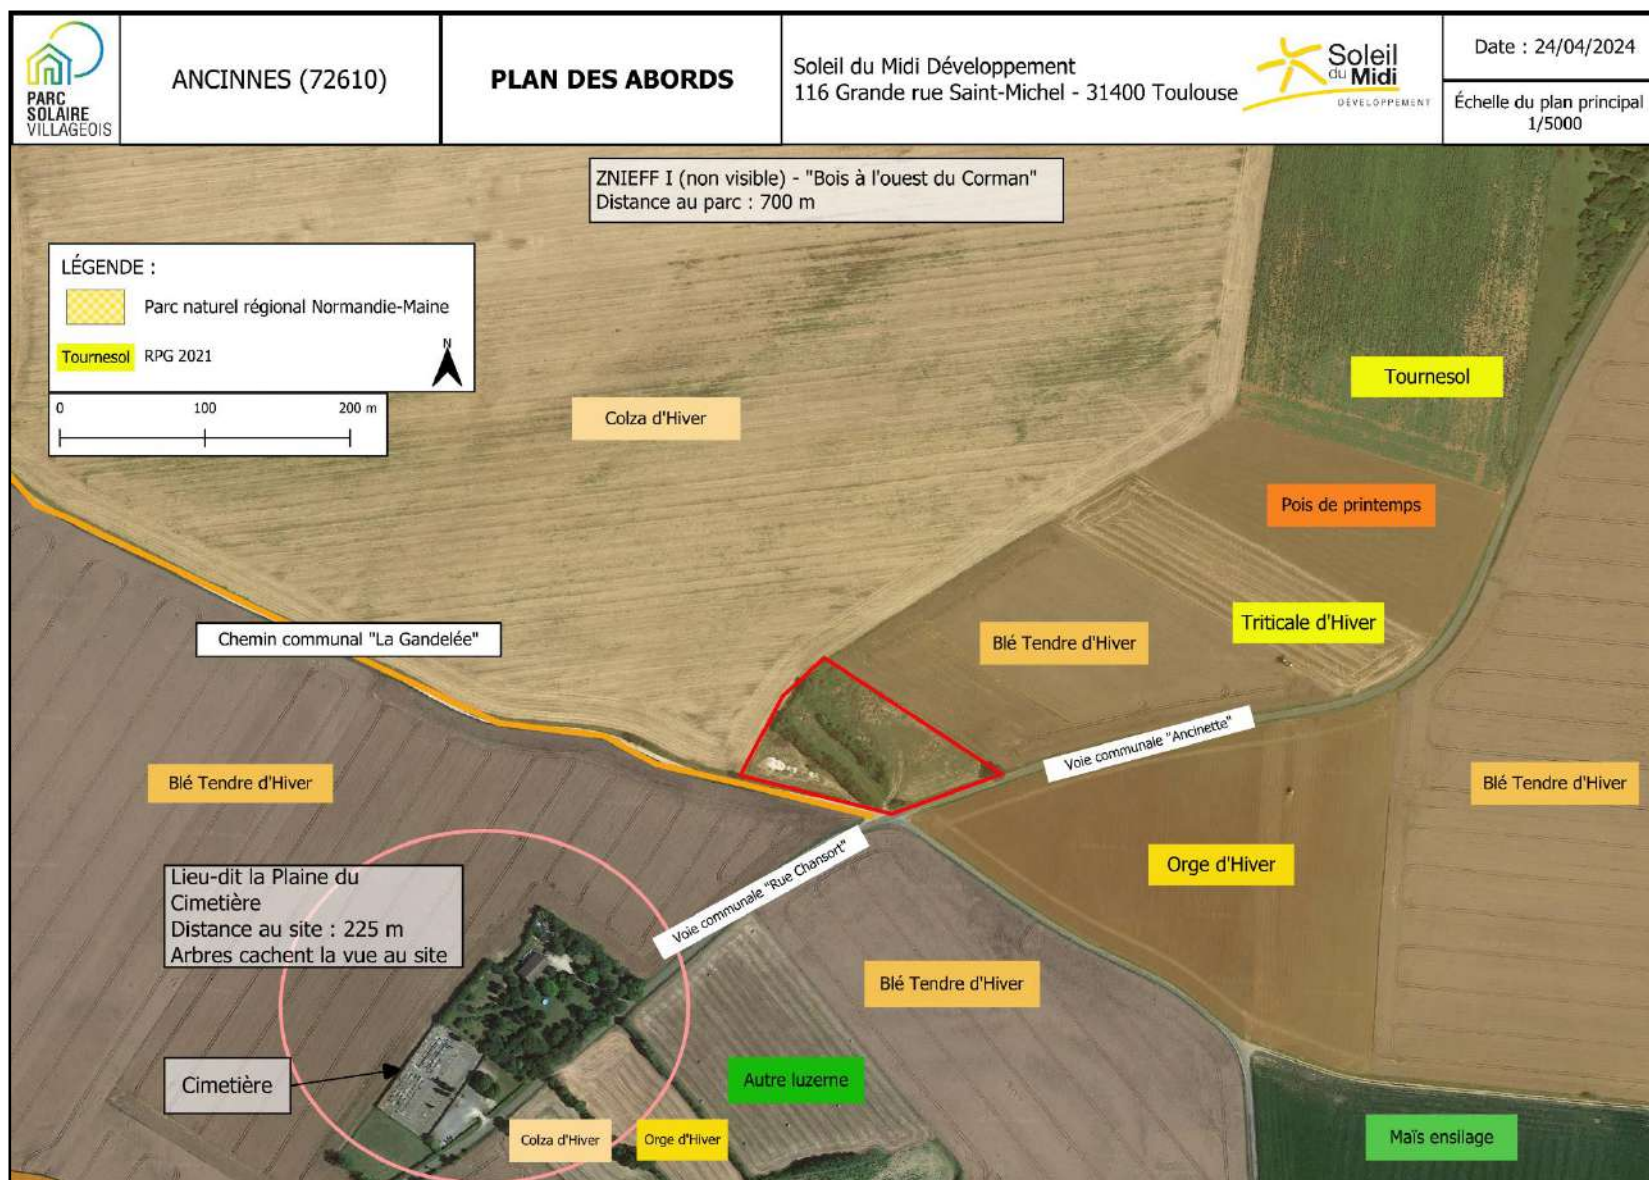 PARC
SOLAIRE
VILLAGEOIS
ANCINNES (72610)
PLAN DES ABORDS
Soleil du Midi Développement
116 Grande rue Saint-Michel - 31400 Toulouse
Soleil
du Midi
DÉVELOPPEMENT
Date : 24/04/2024
Échelle du plan principal
1/5000
ZNIEFF I (non visible) - "Bois à l'ouest du Corman"
Distance au parc : 700 m
LÉGENDE :
Parc naturel régional Normandie-Maine
Tournesol RPG 2021
N
0 100 200 m
Colza d'Hiver
Tournesol
Pois de printemps
Triticale d'Hiver
Blé Tendre d'Hiver
Chemin communal "La Gandelée"
Voie communale "Ancinette"
Blé Tendre d'Hiver
Blé Tendre d'Hiver
Orge d'Hiver
Voie communale "Rue Chansort"
Lieu-dit la Plaine du
Cimetière
Distance au site : 225 m
Arbres cachent la vue au site
Blé Tendre d'Hiver
Cimetière
Autre luzerne
Colza d'Hiver
Orge d'Hiver
Maïs ensilage